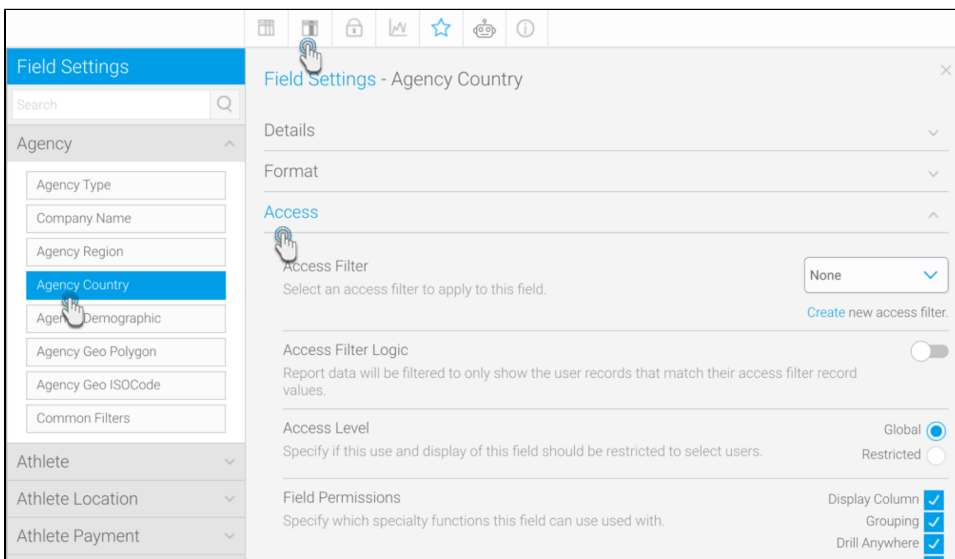 Field Settings
Search
Agency
Agency Type
Company Name
Agency Region
Agency Country
Agency Demographic
Agency Geo Polygon
Agency Geo ISOCode
Common Filters
Athlete
Athlete Location
Athlete Payment
Field Settings - Agency Country
Details
Format
Access
Access Filter
Select an access filter to apply to this field.
None
Create new access filter.
Access Filter Logic
Report data will be filtered to only show the user records that match their access filter record
values.
Access Level
Specify if this use and display of this field should be restricted to select users.
Global
Restricted
Field Permissions
Specify which specialty functions this field can use used with.
Display Column
Grouping
Drill Anywhere